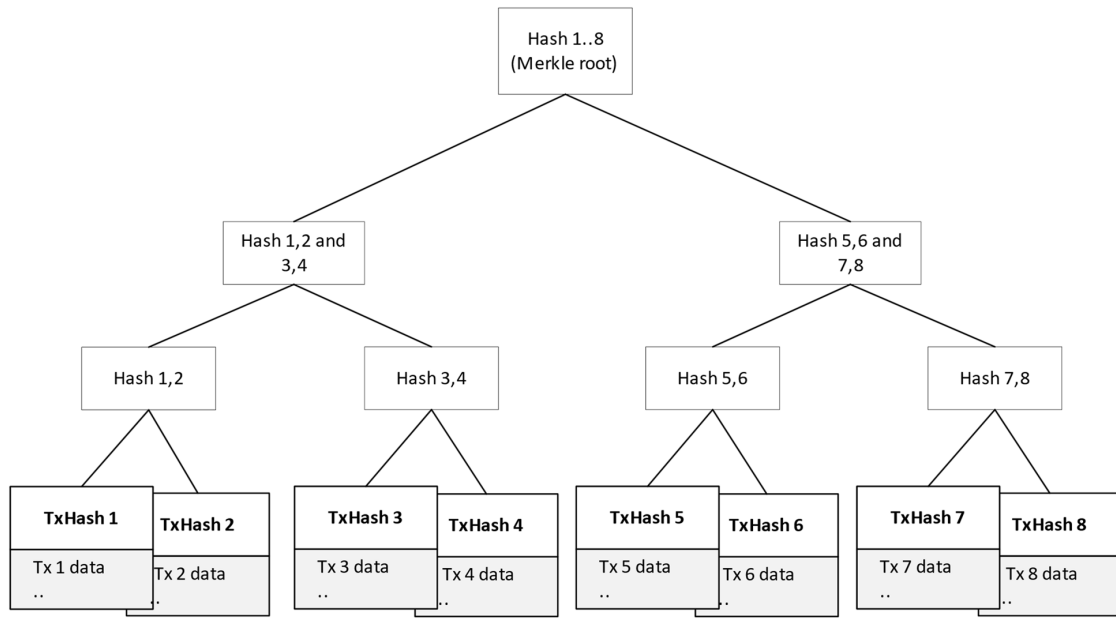 Hash 1..8
(Merkle root)
Hash 1,2 and
3,4
Hash 5,6 and
7,8
Hash 1,2
Hash 3,4
Hash 5,6
Hash 7,8
TxHash 1
TxHash 2
TxHash 3
TxHash 4
TxHash 5
TxHash 6
TxHash 7
TxHash 8
Tx 1 data
..
Tx 2 data
..
Tx 3 data
..
Tx 4 data
..
Tx 5 data
..
Tx 6 data
..
Tx 7 data
..
Tx 8 data
..